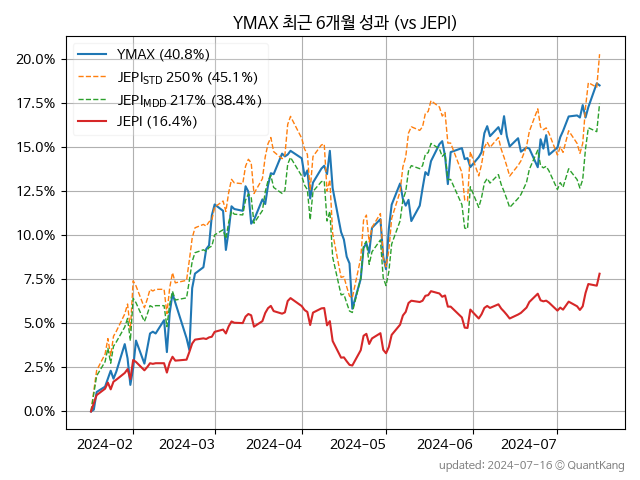 YMAX 최근 6개월 성과 (vs JEPI)
YMAX (40.8%)
JEPI_STD 250% (45.1%)
JEPI_MDD 217% (38.4%)
JEPI (16.4%)
20.0%
17.5%
15.0%
12.5%
10.0%
7.5%
5.0%
2.5%
0.0%
2024-02 2024-03 2024-04 2024-05 2024-06 2024-07
updated: 2024-07-16 © QuantKang